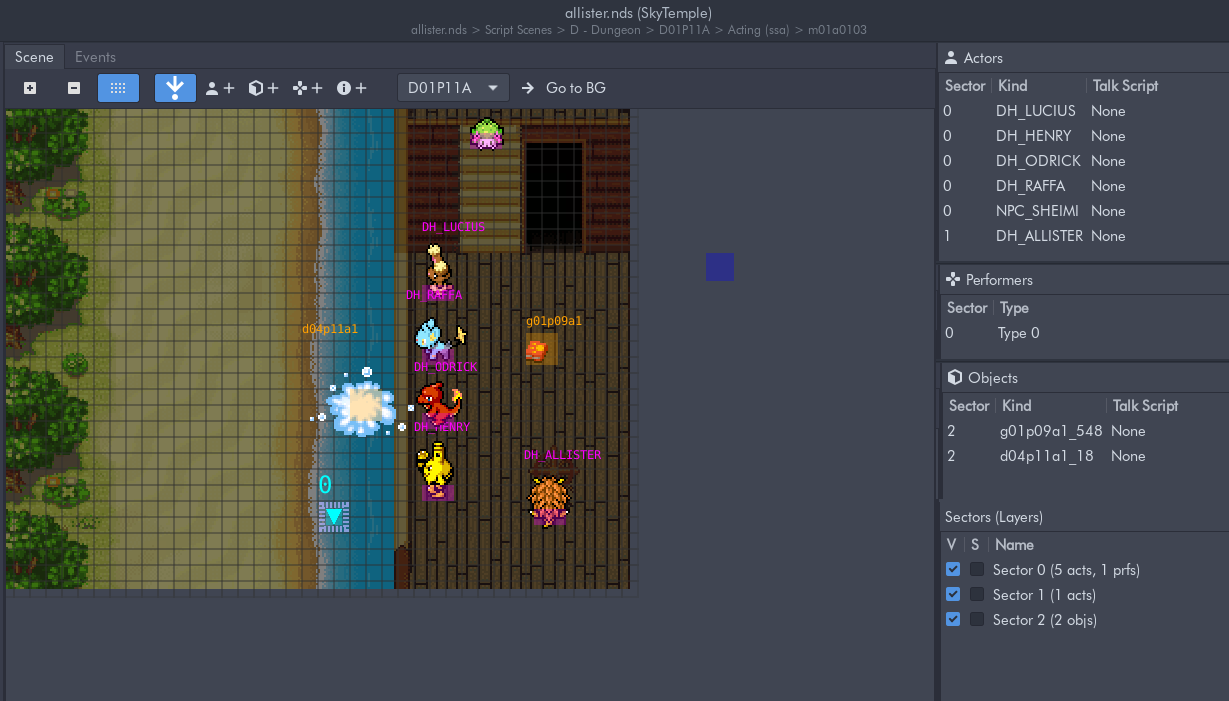 allister.nds (SkyTemple)
allister.nds > Script Scenes > D - Dungeon > D01P11A > Acting (ssa) > m01a0103
Scene Events
D01P11A Go to BG
DH_LUCIUS
DH_RAFFA
g01p09a1
d04p11a1
DH_ODRICK
DH_HENRY
DH_ALLISTER
0
Actors
Sector Kind Talk Script
0 DH_LUCIUS None
0 DH_HENRY None
0 DH_ODRICK None
0 DH_RAFFA None
0 NPC_SHEIMI None
1 DH_ALLISTER None
Performers
Sector Type
0 Type 0
Objects
Sector Kind Talk Script
2 g01p09a1_548 None
2 d04p11a1_18 None
Sectors (Layers)
V S Name
Sector 0 (5 acts, 1 prfs)
Sector 1 (1 acts)
Sector 2 (2 objs)